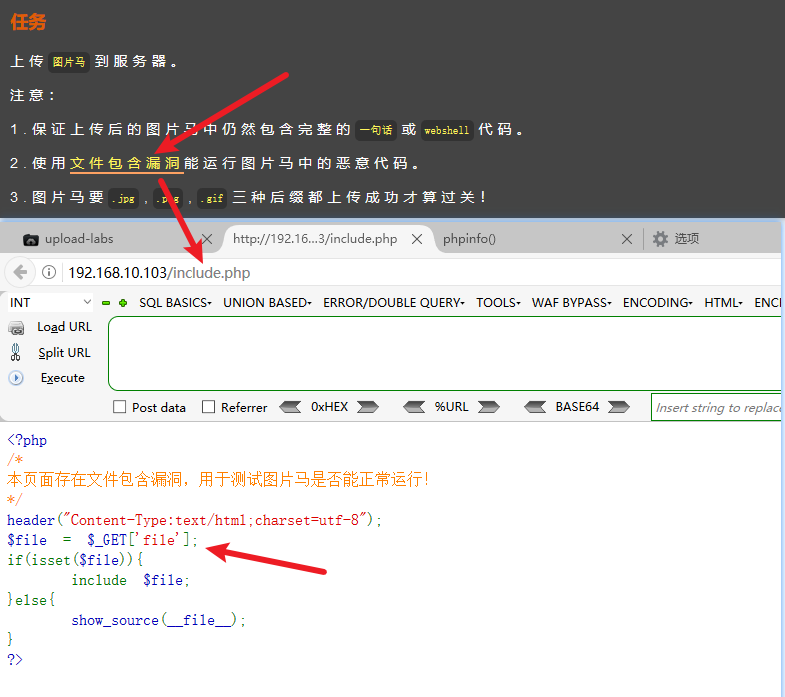 任务
上传 图片马 到服务器。
注意：
1.保证上传后的图片马中仍然包含完整的 一句话 或 webshell 代码。
2.使用文件包含漏洞能运行图片马中的恶意代码。
3.图片马要 .jpg , .png , .gif 三种后缀都上传成功才算过关！
upload-labs http://192.16...3/include.php phpinfo() 选项
192.168.10.103/include.php
INT SQL BASICS UNION BASED ERROR/DOUBLE QUERY TOOLS WAF BYPASS ENCODING HTML ENCI
Load URL
Split URL
Execute
Post data Referrer 0xHEX %URL BASE64 Insert string to replac
<?php
/*
本页面存在文件包含漏洞，用于测试图片马是否能正常运行！
*/
header("Content-Type:text/html;charset=utf-8");
$file = $_GET['file'];
if(isset($file)){
include $file;
}else{
show_source(__file__);
}
?>